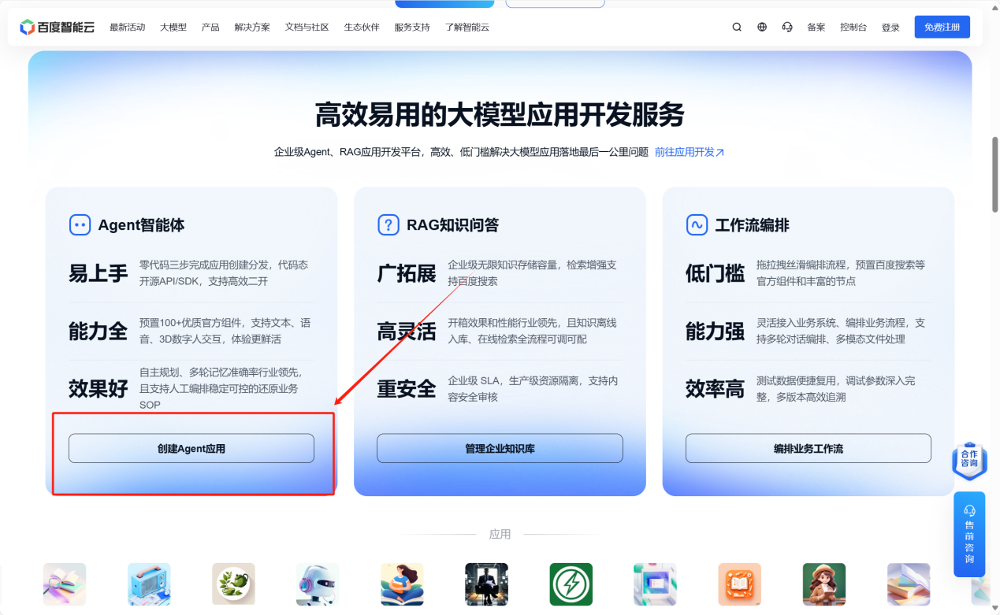 百度智能云 最新活动 大模型 产品 解决方案 文档与社区 生态伙伴 服务支持 了解智能云 备案 控制台 登录 免费注册
高效易用的大模型应用开发服务
企业级Agent、RAG应用开发平台，高效、低门槛解决大模型应用落地最后一公里问题 前往应用开发
Agent智能体
易上手
零代码三步完成应用创建分发，代码态
开源API/SDK，支持高效二开
能力全
预置100+优质官方组件，支持文本、语
音、3D数字人交互，体验更鲜活
效果好
自主规划、多轮记忆准确率行业领先，
且支持人工编排稳定可控的还原业务
SOP
创建Agent应用
RAG知识问答
广拓展
企业级无限知识存储容量，检索增强支
持百度搜索
高灵活
开箱效果和性能行业领先，且知识离线
入库、在线检索全流程可调可配
重安全
企业级 SLA，生产级资源隔离，支持内
容安全审核
管理企业知识库
工作流编排
低门槛
拖拉拽丝滑编排流程，预置百度搜索等
官方组件和丰富的节点
能力强
灵活接入业务系统、编排业务流程，支
持多轮对话编排、多模态文件处理
效率高
测试数据便捷复用，调试参数深入完
整，多版本高效追溯
编排业务工作流
合作
咨询
售
前
咨
询
应用